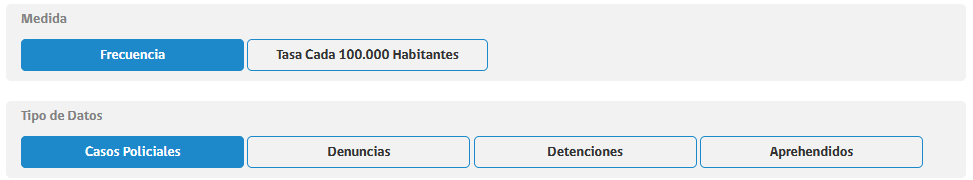 Medida
Frecuencia Tasa Cada 100.000 Habitantes
Tipo de Datos
Casos Policiales Denuncias Detenciones Aprehendidos